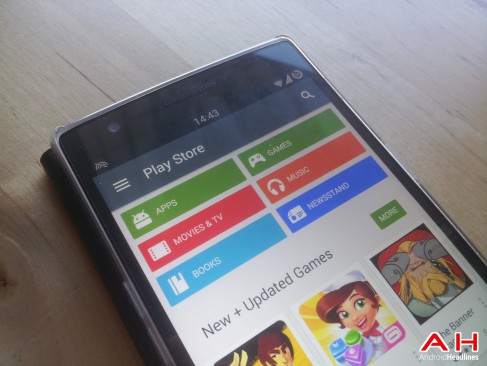 14:43
Play Store
APPS
GAMES
MOVIES & TV
MUSIC
BOOKS
NEWSSTAND
New + Updated Games
MORE
The Banner
AH
AndroidHeadlines